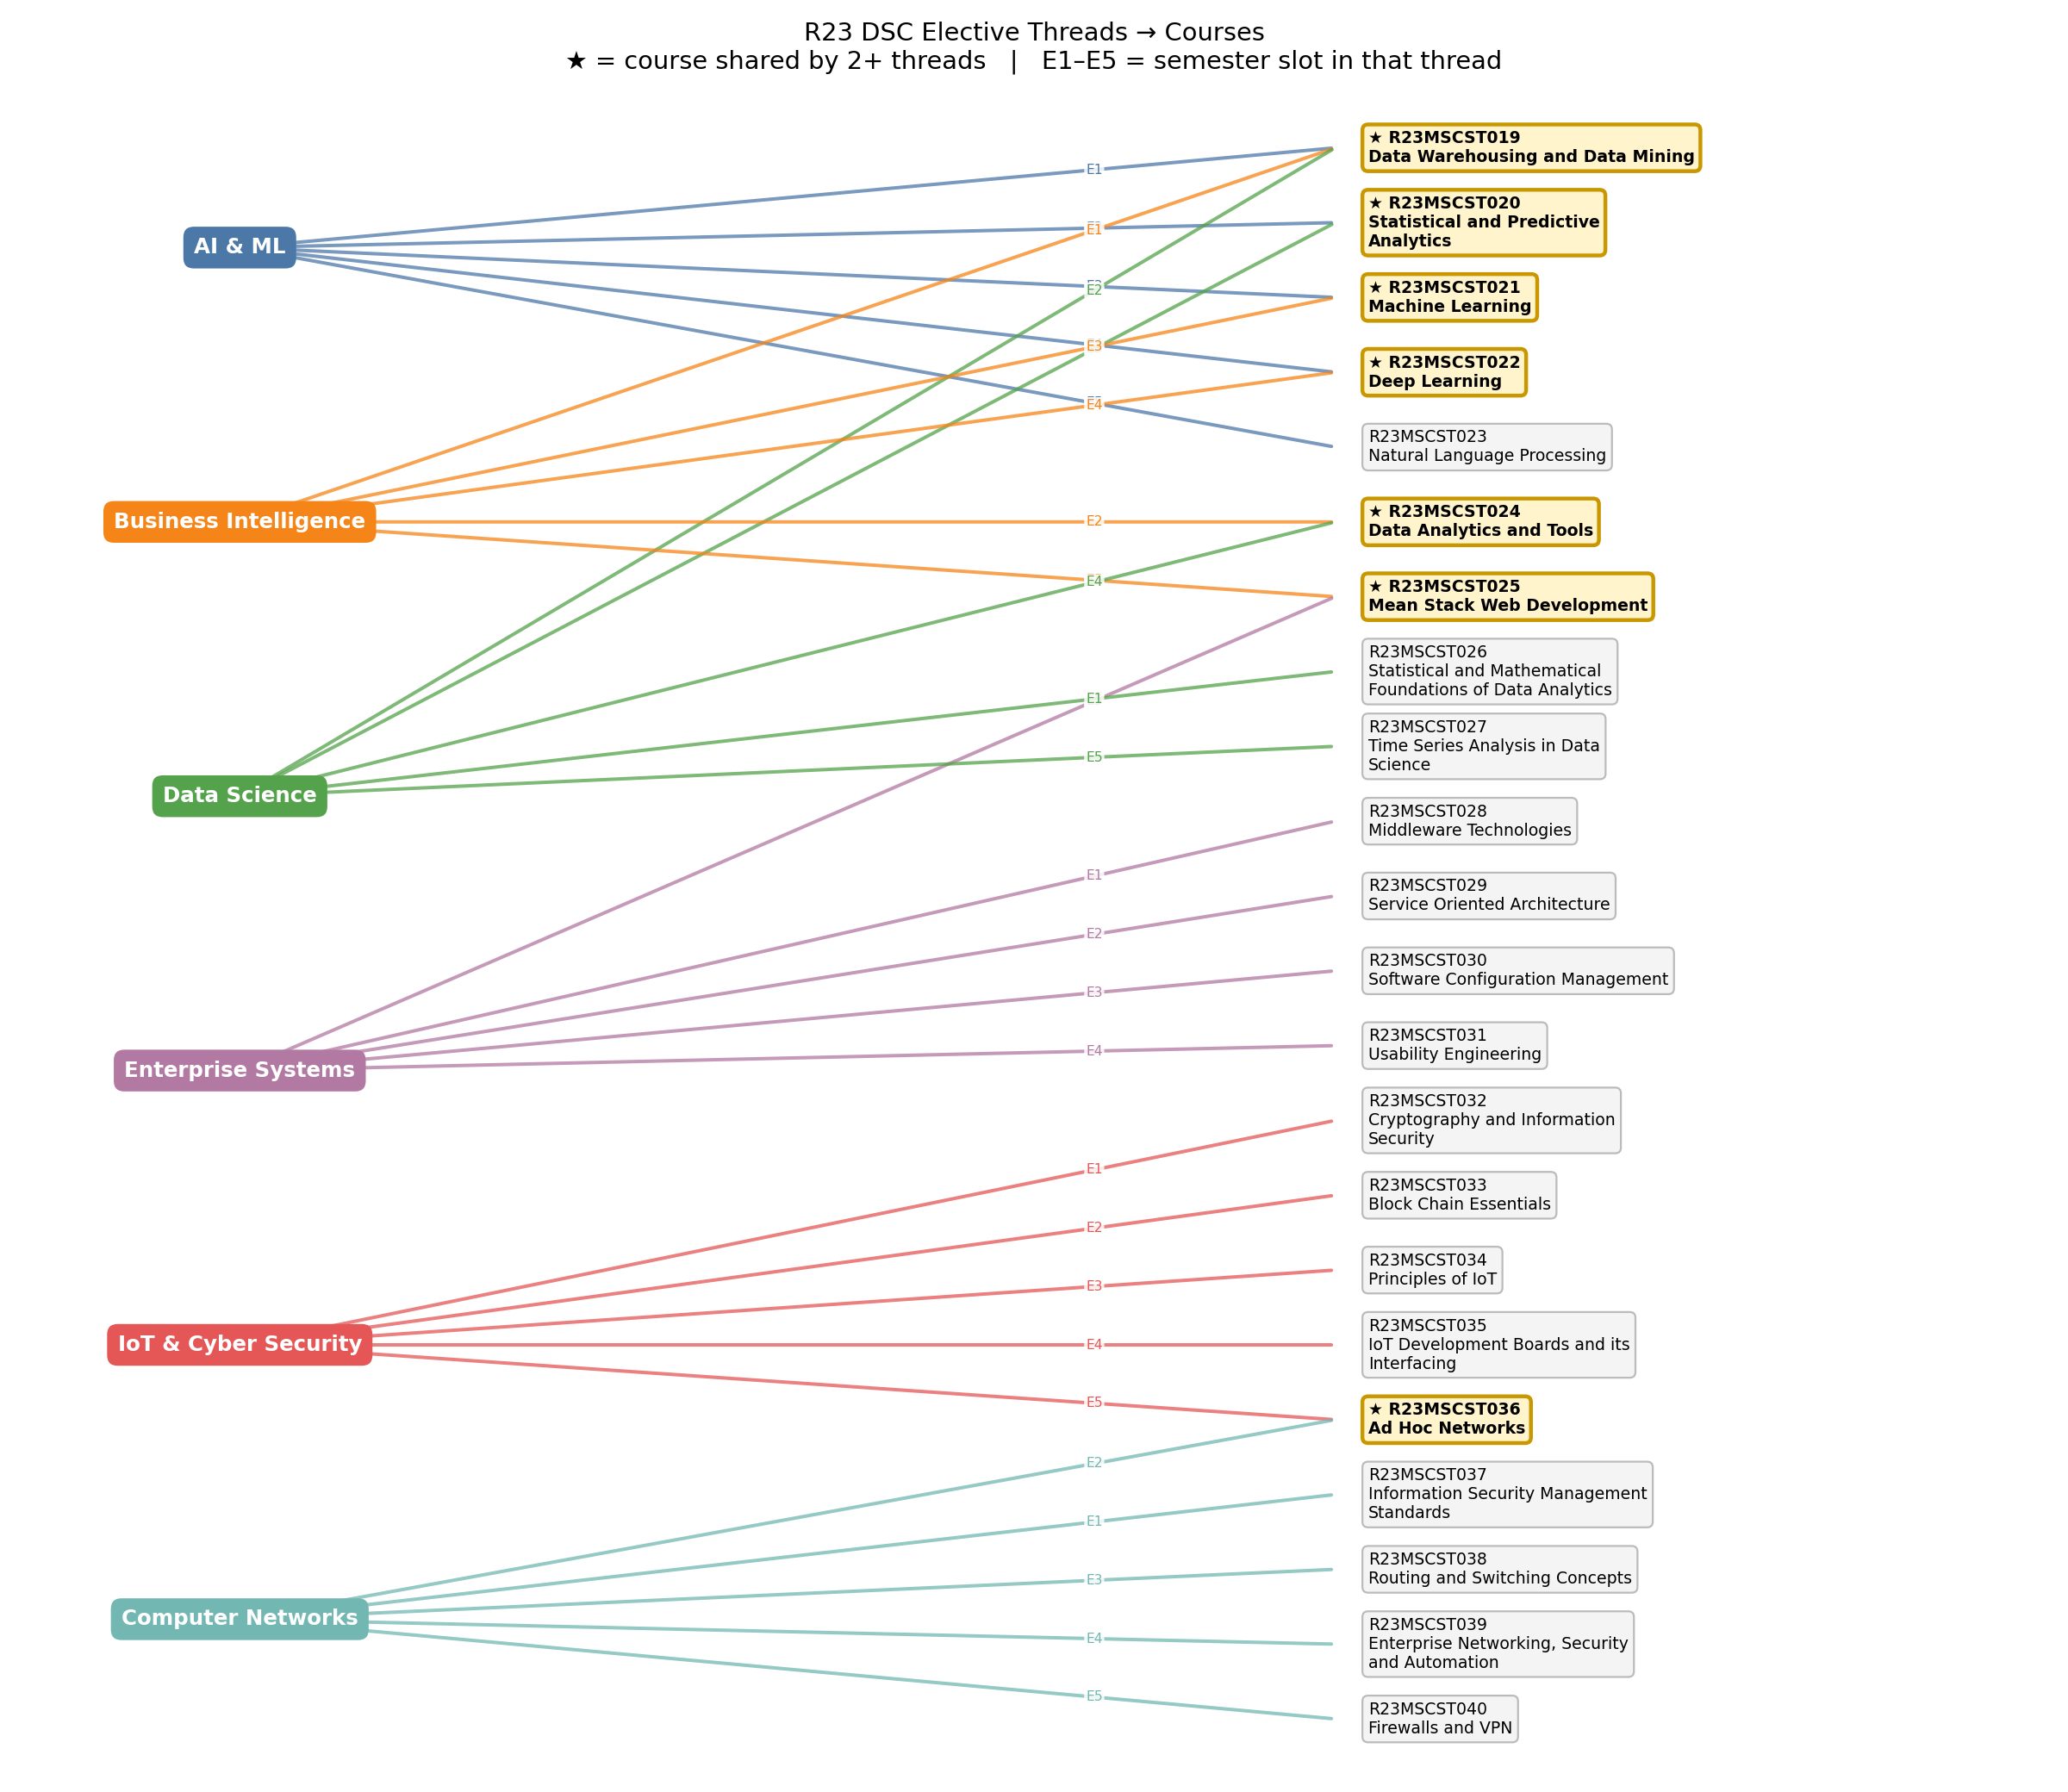 R23 DSC Elective Threads → Courses
★ = course shared by 2+ threads | E1–E5 = semester slot in that thread
AI & ML
Business Intelligence
Data Science
Enterprise Systems
IoT & Cyber Security
Computer Networks
E1
E1
E2
E3
E4
E2
E4
E1
E5
E1
E2
E3
E4
E1
E2
E3
E4
E5
E2
E1
E3
E4
E5
★ R23MSCST019
Data Warehousing and Data Mining
★ R23MSCST020
Statistical and Predictive
Analytics
★ R23MSCST021
Machine Learning
★ R23MSCST022
Deep Learning
R23MSCST023
Natural Language Processing
★ R23MSCST024
Data Analytics and Tools
★ R23MSCST025
Mean Stack Web Development
R23MSCST026
Statistical and Mathematical
Foundations of Data Analytics
R23MSCST027
Time Series Analysis in Data
Science
R23MSCST028
Middleware Technologies
R23MSCST029
Service Oriented Architecture
R23MSCST030
Software Configuration Management
R23MSCST031
Usability Engineering
R23MSCST032
Cryptography and Information
Security
R23MSCST033
Block Chain Essentials
R23MSCST034
Principles of IoT
R23MSCST035
IoT Development Boards and its
Interfacing
★ R23MSCST036
Ad Hoc Networks
R23MSCST037
Information Security Management
Standards
R23MSCST038
Routing and Switching Concepts
R23MSCST039
Enterprise Networking, Security
and Automation
R23MSCST040
Firewalls and VPN